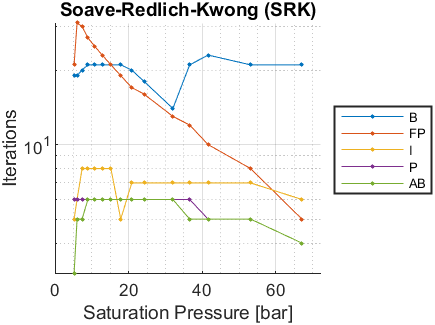 Soave-Redlich-Kwong (SRK)
Iterations
10¹
0
20
40
60
Saturation Pressure [bar]
B
FP
I
P
AB